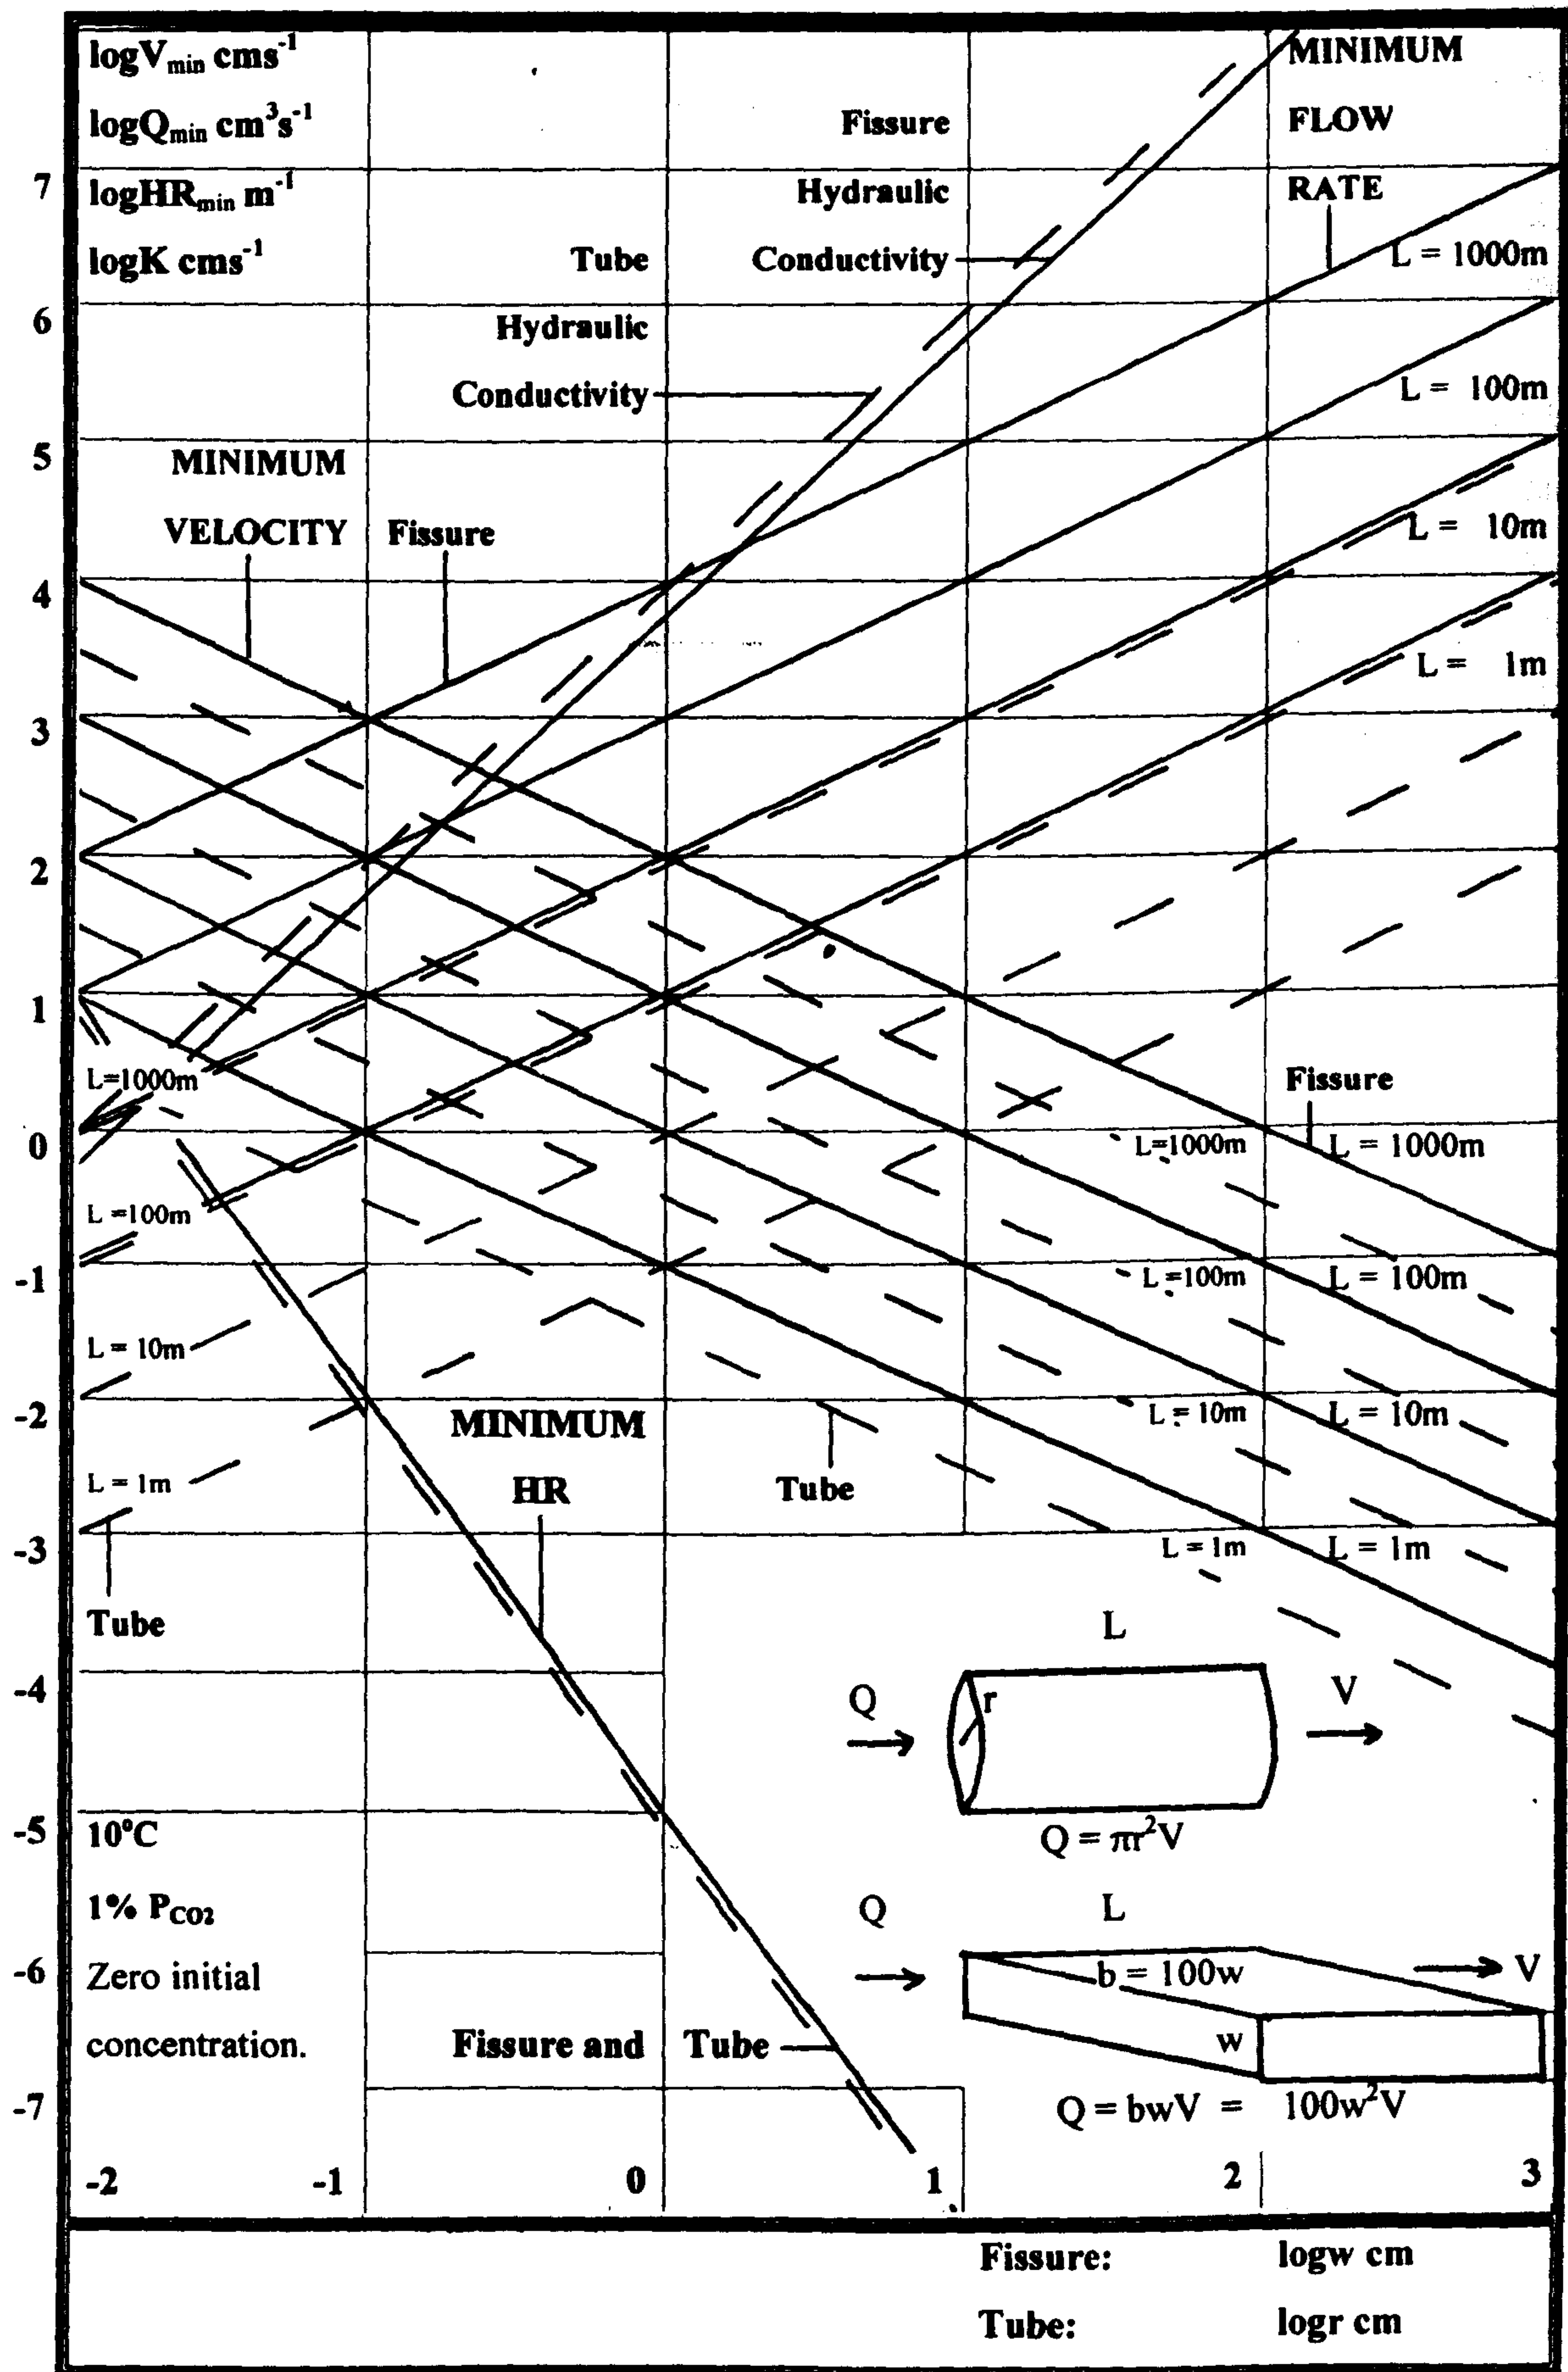 logVmin cms-1
logQmin cm3s-1
logHRmin m-1
logK cms-1
Fissure
Hydraulic
Conductivity
Tube
Hydraulic
Conductivity
MINIMUM
FLOW
RATE
L = 1000m
L = 100m
L = 10m
L = 1m
MINIMUM
VELOCITY
Fissure
7
6
5
4
3
2
1
0
-1
-2
-3
-4
-5
-6
-7
L=1000m
L =100m
L = 10m
L = 1m
Tube
Fissure
L=1000m
L = 1000m
L =100m
L = 100m
L = 10m
L = 10m
L = 1m
L = 1m
MINIMUM
HR
Tube
L
Q
r
V
Q = πr2V
Q
L
b = 100w
V
w
Q = bwV = 100w2V
10°C
1% PCO2
Zero initial
concentration.
Fissure and Tube
-2
-1
0
1
2
3
Fissure: logw cm
Tube: logr cm